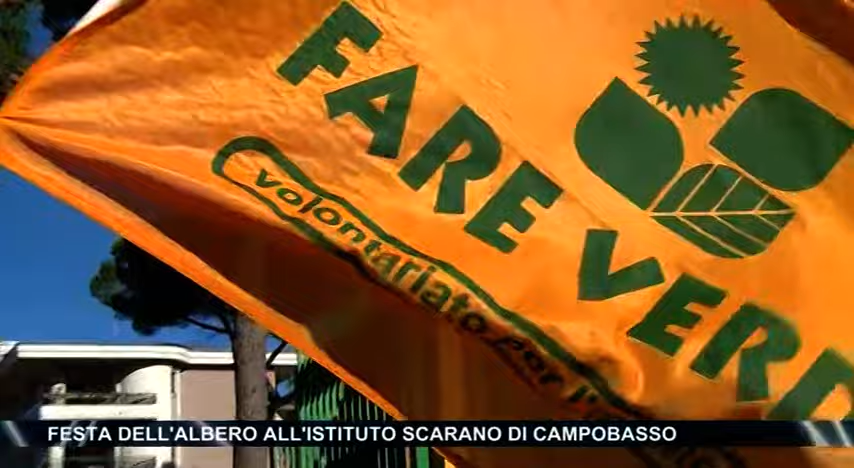 FARE VERD
volontariato per l'
FESTA DELL'ALBERO ALL'ISTITUTO SCARANO DI CAMPOBASSO